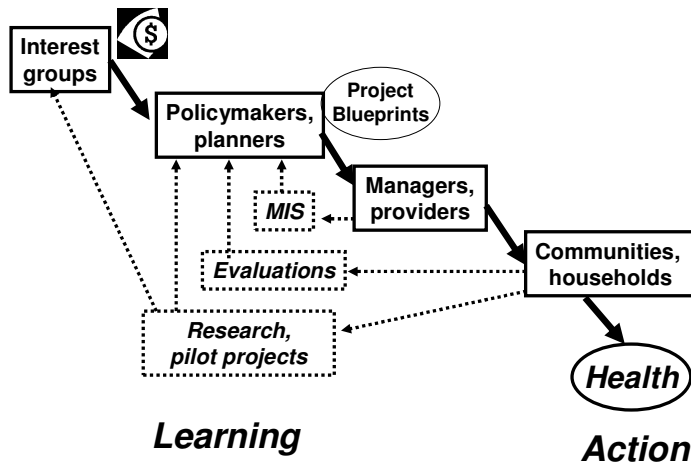 Interest
groups
$
Policymakers,
planners
Project
Blueprints
Managers,
providers
MIS
Communities,
households
Evaluations
Research,
pilot projects
Health
Learning
Action